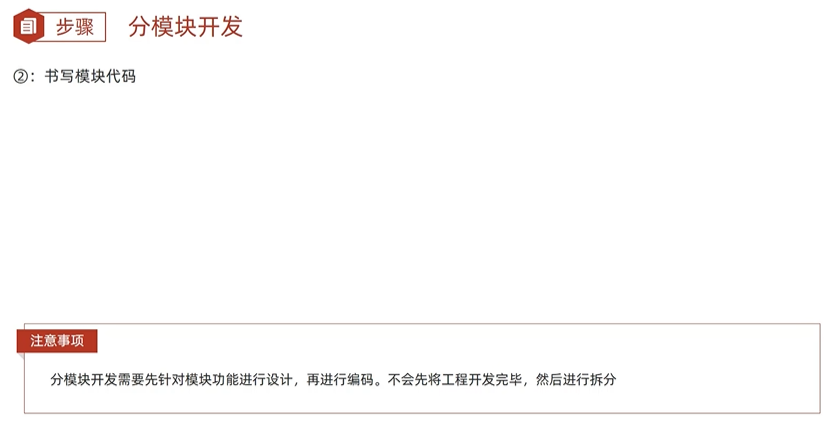 步骤 分模块开发
②：书写模块代码
注意事项
分模块开发需要先针对模块功能进行设计，再进行编码。不会先将工程开发完毕，然后进行拆分